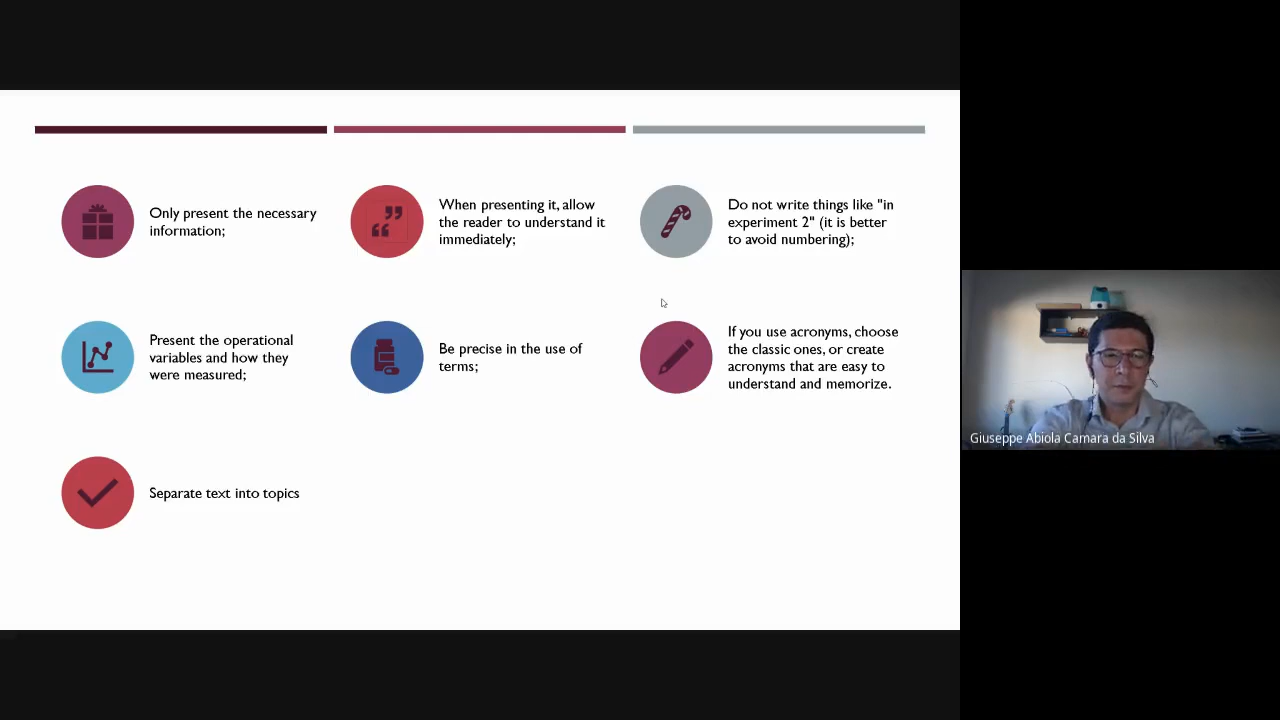 Only present the necessary
information;
When presenting it, allow
the reader to understand it
immediately;
Do not write things like "in
experiment 2" (it is better
to avoid numbering);
Present the operational
variables and how they
were measured;
Be precise in the use of
terms;
If you use acronyms, choose
the classic ones, or create
acronyms that are easy to
understand and memorize.
Separate text into topics
Giuseppe Abiola Camara da Silva